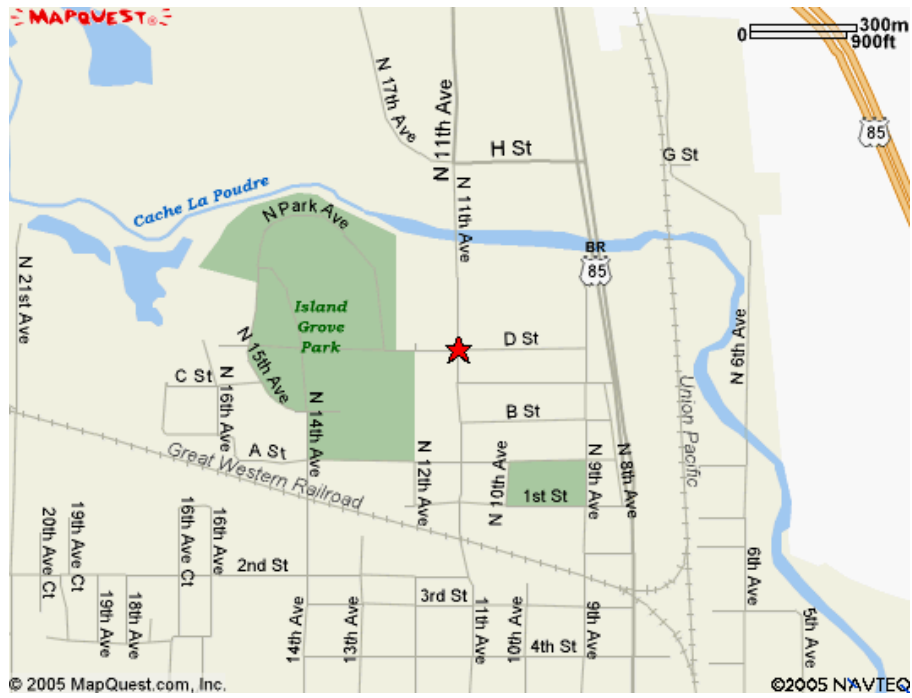 MAPQUEST®
0 300m
900ft
N 17th Ave
N 11th Ave
H St
G St
85
Cache La Poudre
N Park Ave
N 11th Ave
BR
85
N 21st Ave
Island
Grove
Park
N 15th Ave
D St
N 6th Ave
C St
N 16th Ave
N 14th Ave
B St
Union Pacific
A St
Great Western Railroad
N 12th Ave
N 10th Ave
1st St
N 9th Ave
N 8th Ave
20th Ave Ct
19th Ave
16th Ave Ct
16th Ave
2nd St
6th Ave
19th Ave
18th Ave
14th Ave
13th Ave
3rd St
11th Ave
10th Ave
9th Ave
4th St
5th Ave
© 2005 MapQuest.com, Inc.
©2005 NAVTEQ